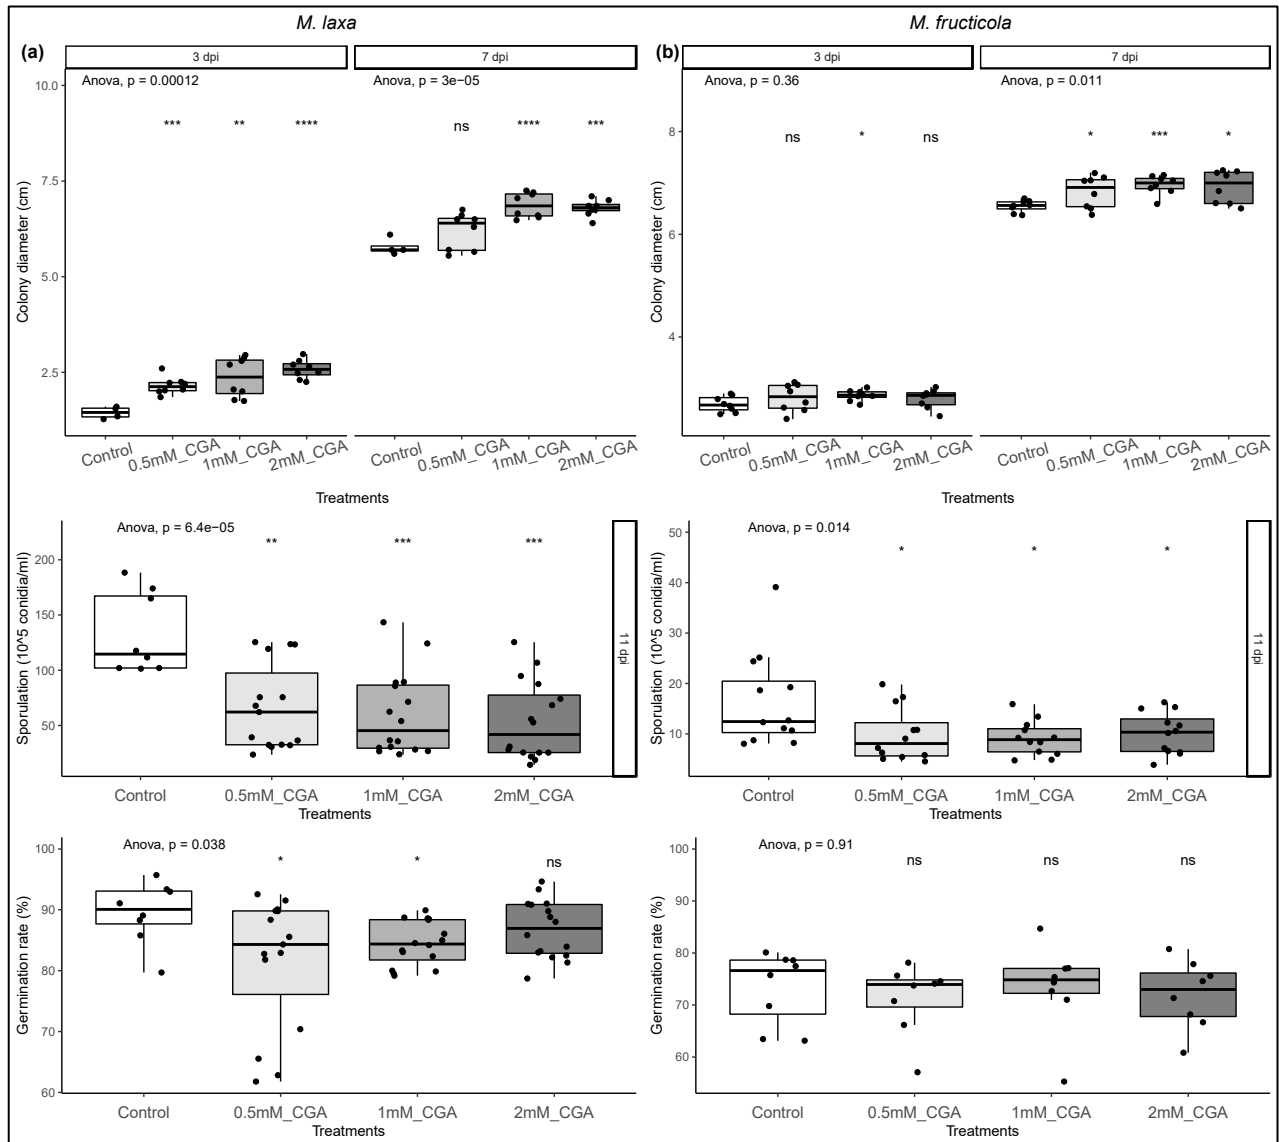 M. laxa
M. fructicola
(a)
3 dpi
7 dpi
Anova, p = 0.00012
Anova, p = 3e−05
*** ** **** ns **** ***
10.0
7.5
5.0
2.5
Colony diameter (cm)
Control 0.5mM_CGA 1mM_CGA 2mM_CGA Control 0.5mM_CGA 1mM_CGA 2mM_CGA
Treatments
(b)
3 dpi
7 dpi
Anova, p = 0.36
Anova, p = 0.011
ns * ns * *** *
8
6
4
Colony diameter (cm)
Control 0.5mM_CGA 1mM_CGA 2mM_CGA Control 0.5mM_CGA 1mM_CGA 2mM_CGA
Treatments
Anova, p = 6.4e−05
** *** ***
200
150
100
50
Sporulation (10^5 conidia/ml)
11 dpi
Control 0.5mM_CGA 1mM_CGA 2mM_CGA
Treatments
Anova, p = 0.014
* * *
50
40
30
20
10
Sporulation (10^5 conidia/ml)
11 dpi
Control 0.5mM_CGA 1mM_CGA 2mM_CGA
Treatments
Anova, p = 0.038
* * ns
100
90
80
70
60
Germination rate (%)
Control 0.5mM_CGA 1mM_CGA 2mM_CGA
Treatments
Anova, p = 0.91
ns ns ns
100
90
80
70
60
Germination rate (%)
Control 0.5mM_CGA 1mM_CGA 2mM_CGA
Treatments